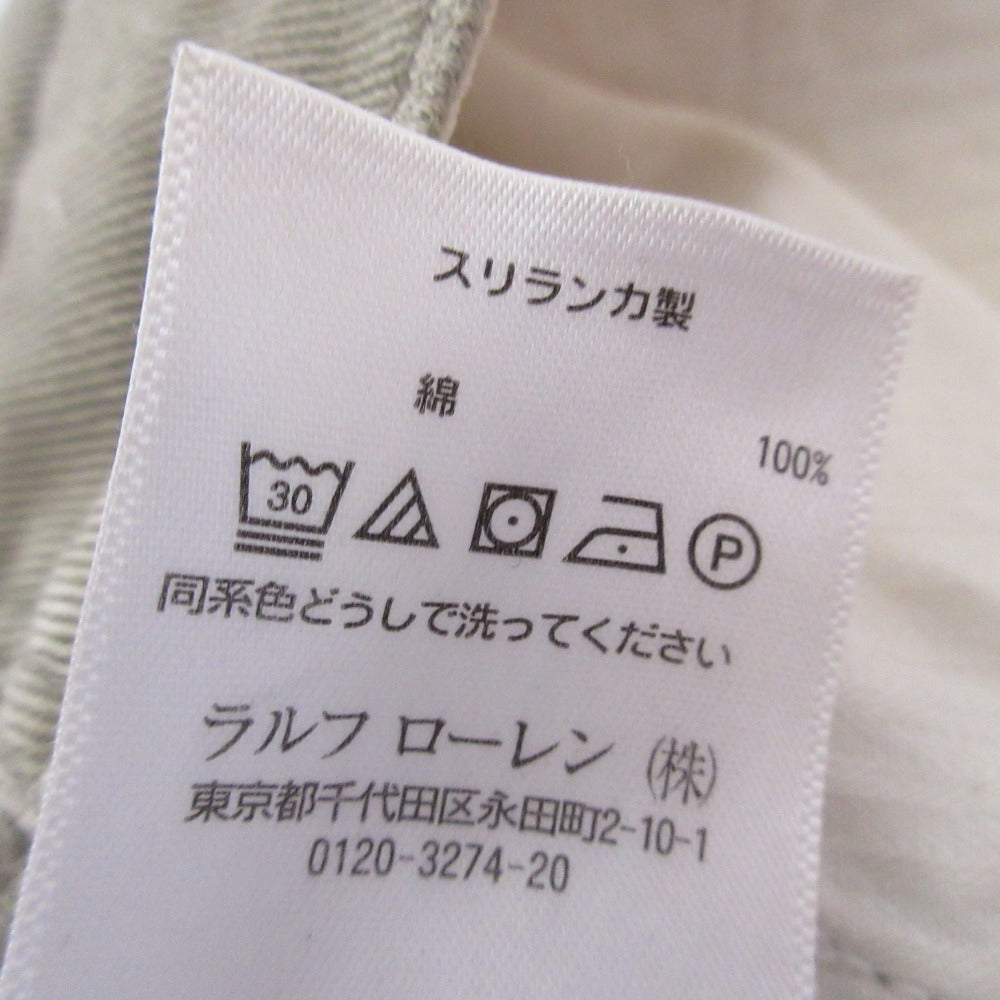 スリランカ製
綿 100%
30 P
同系色どうしで洗ってください
ラルフ ローレン (株)
東京都千代田区永田町2-10-1
0120-3274-20